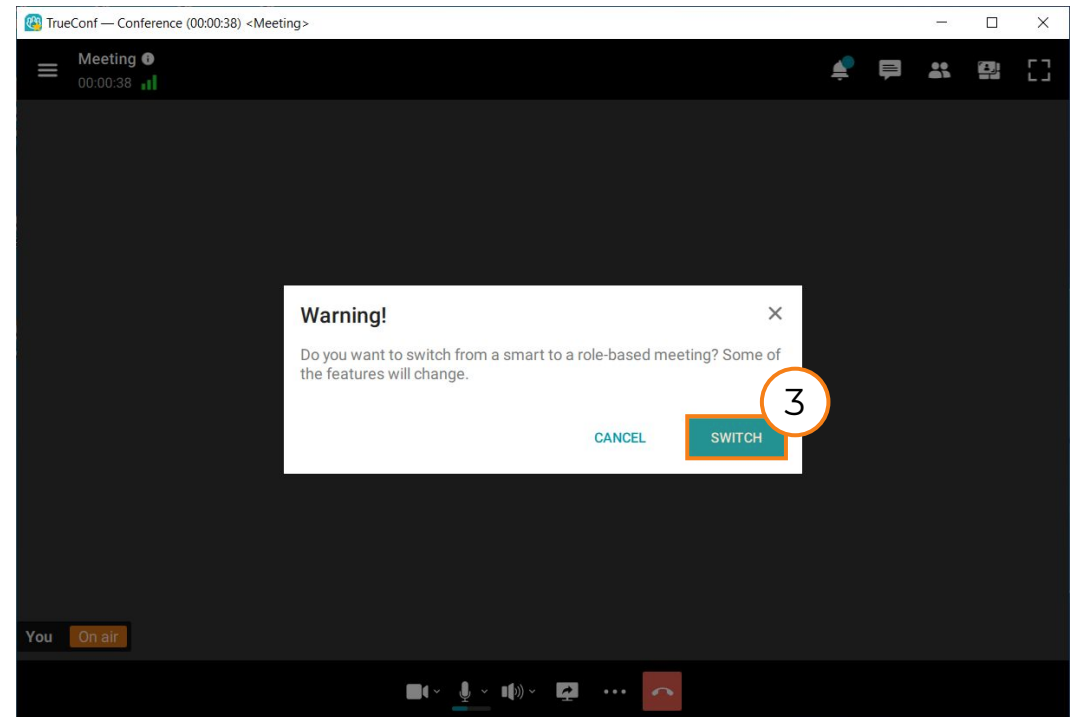 TrueConf — Conference (00:00:38) <Meeting>
Meeting
00:00:38
Warning!
Do you want to switch from a smart to a role-based meeting? Some of
the features will change.
3
CANCEL SWITCH
You On air